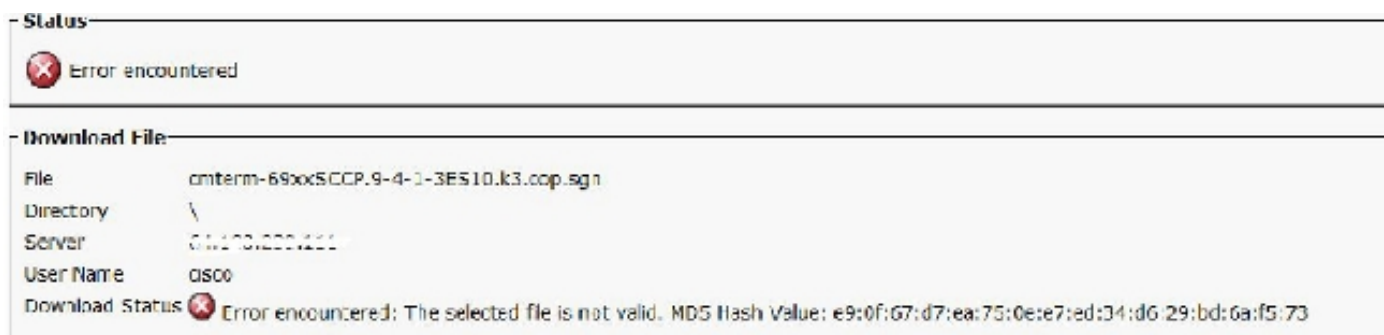 Status
Error encountered
Download File
File cmterm-69xxSCCP.9-4-1-3ES10.k3.cop.sgn
Directory \
Server
User Name cisco
Download Status Error encountered: The selected file is not valid. MD5 Hash Value: e9:0f:67:d7:ea:75:0e:e7:ed:34:d6:29:bd:6a:f5:73